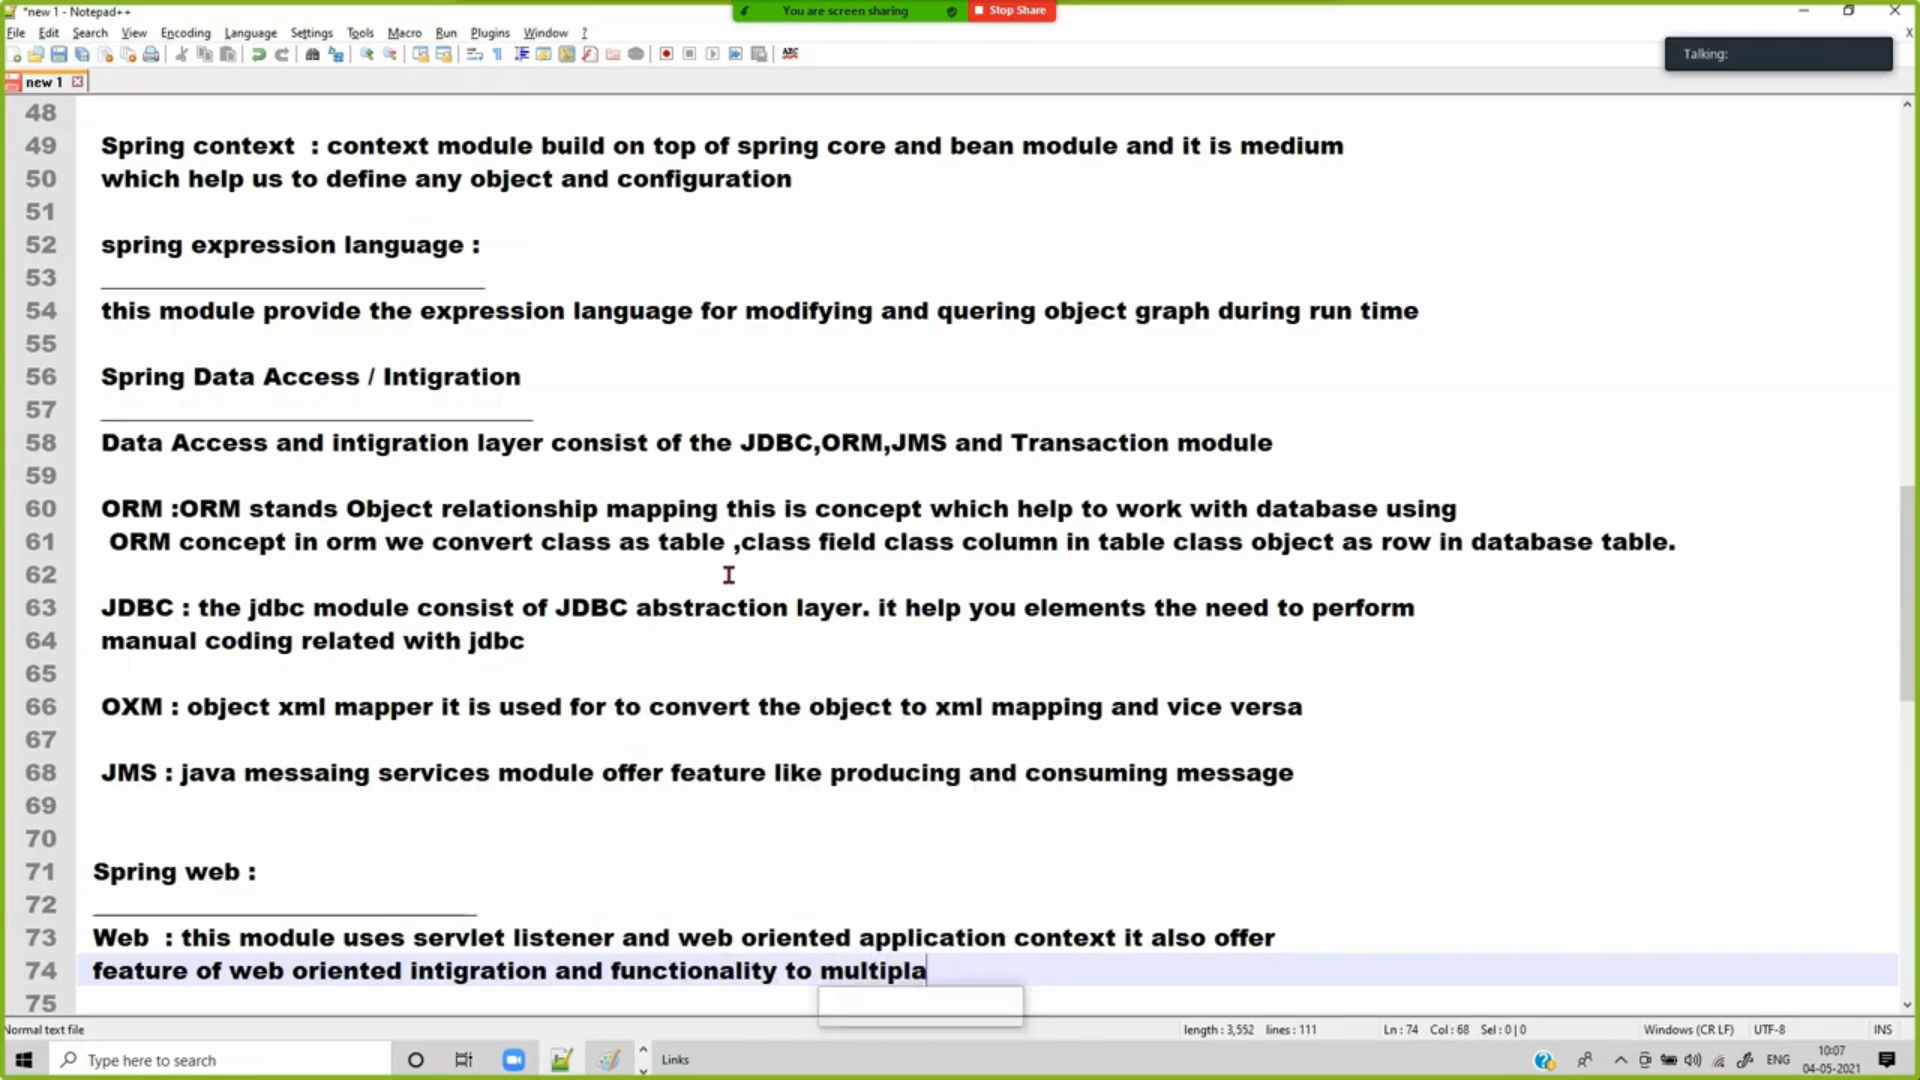 *new 1 - Notepad++
You are screen sharing
Stop Share
File Edit Search View Encoding Language Settings Tools Macro Run Plugins Window ? X
Talking:
new 1
48
49 Spring context  : context module build on top of spring core and bean module and it is medium
50 which help us to define any object and configuration
51
52 spring expression language :
53 ___________________________
54 this module provide the expression language for modifying and quering object graph during run time
55
56 Spring Data Access / Intigration
57 ______________________________
58 Data Access and intigration layer consist of the JDBC,ORM,JMS and Transaction module
59
60 ORM :ORM stands Object relationship mapping this is concept which help to work with database using
61 ORM concept in orm we convert class as table ,class field class column in table class object as row in database table.
62
63 JDBC : the jdbc module consist of JDBC abstraction layer. it help you elements the need to perform
64 manual coding related with jdbc
65
66 OXM : object xml mapper it is used for to convert the object to xml mapping and vice versa
67
68 JMS : java messaing services module offer feature like producing and consuming message
69
70
71 Spring web :
72 ___________________________
73 Web  : this module uses servlet listener and web oriented application context it also offer
74 feature of web oriented intigration and functionality to multipla
75
Normal text file length : 3,552 lines : 111 Ln : 74 Col : 68 Sel : 0 | 0 Windows (CR LF) UTF-8 INS
Type here to search Links ENG 10:07
04-05-2021